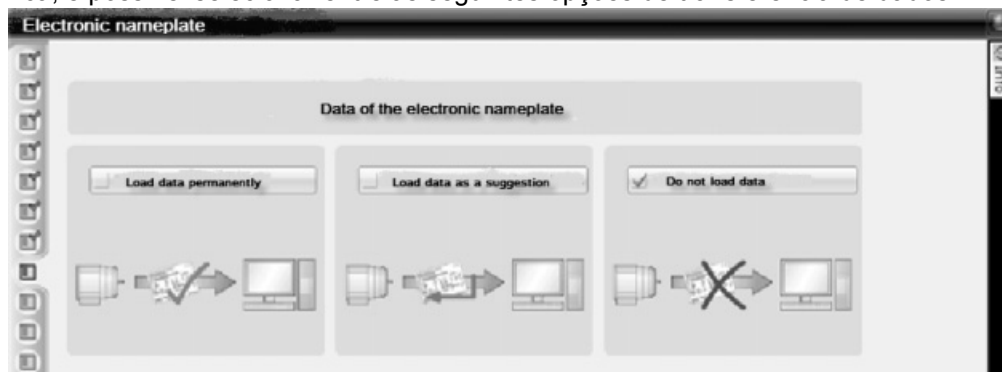 Electronic nameplate
Data of the electronic nameplate
Load data permanently
Load data as a suggestion
Do not load data